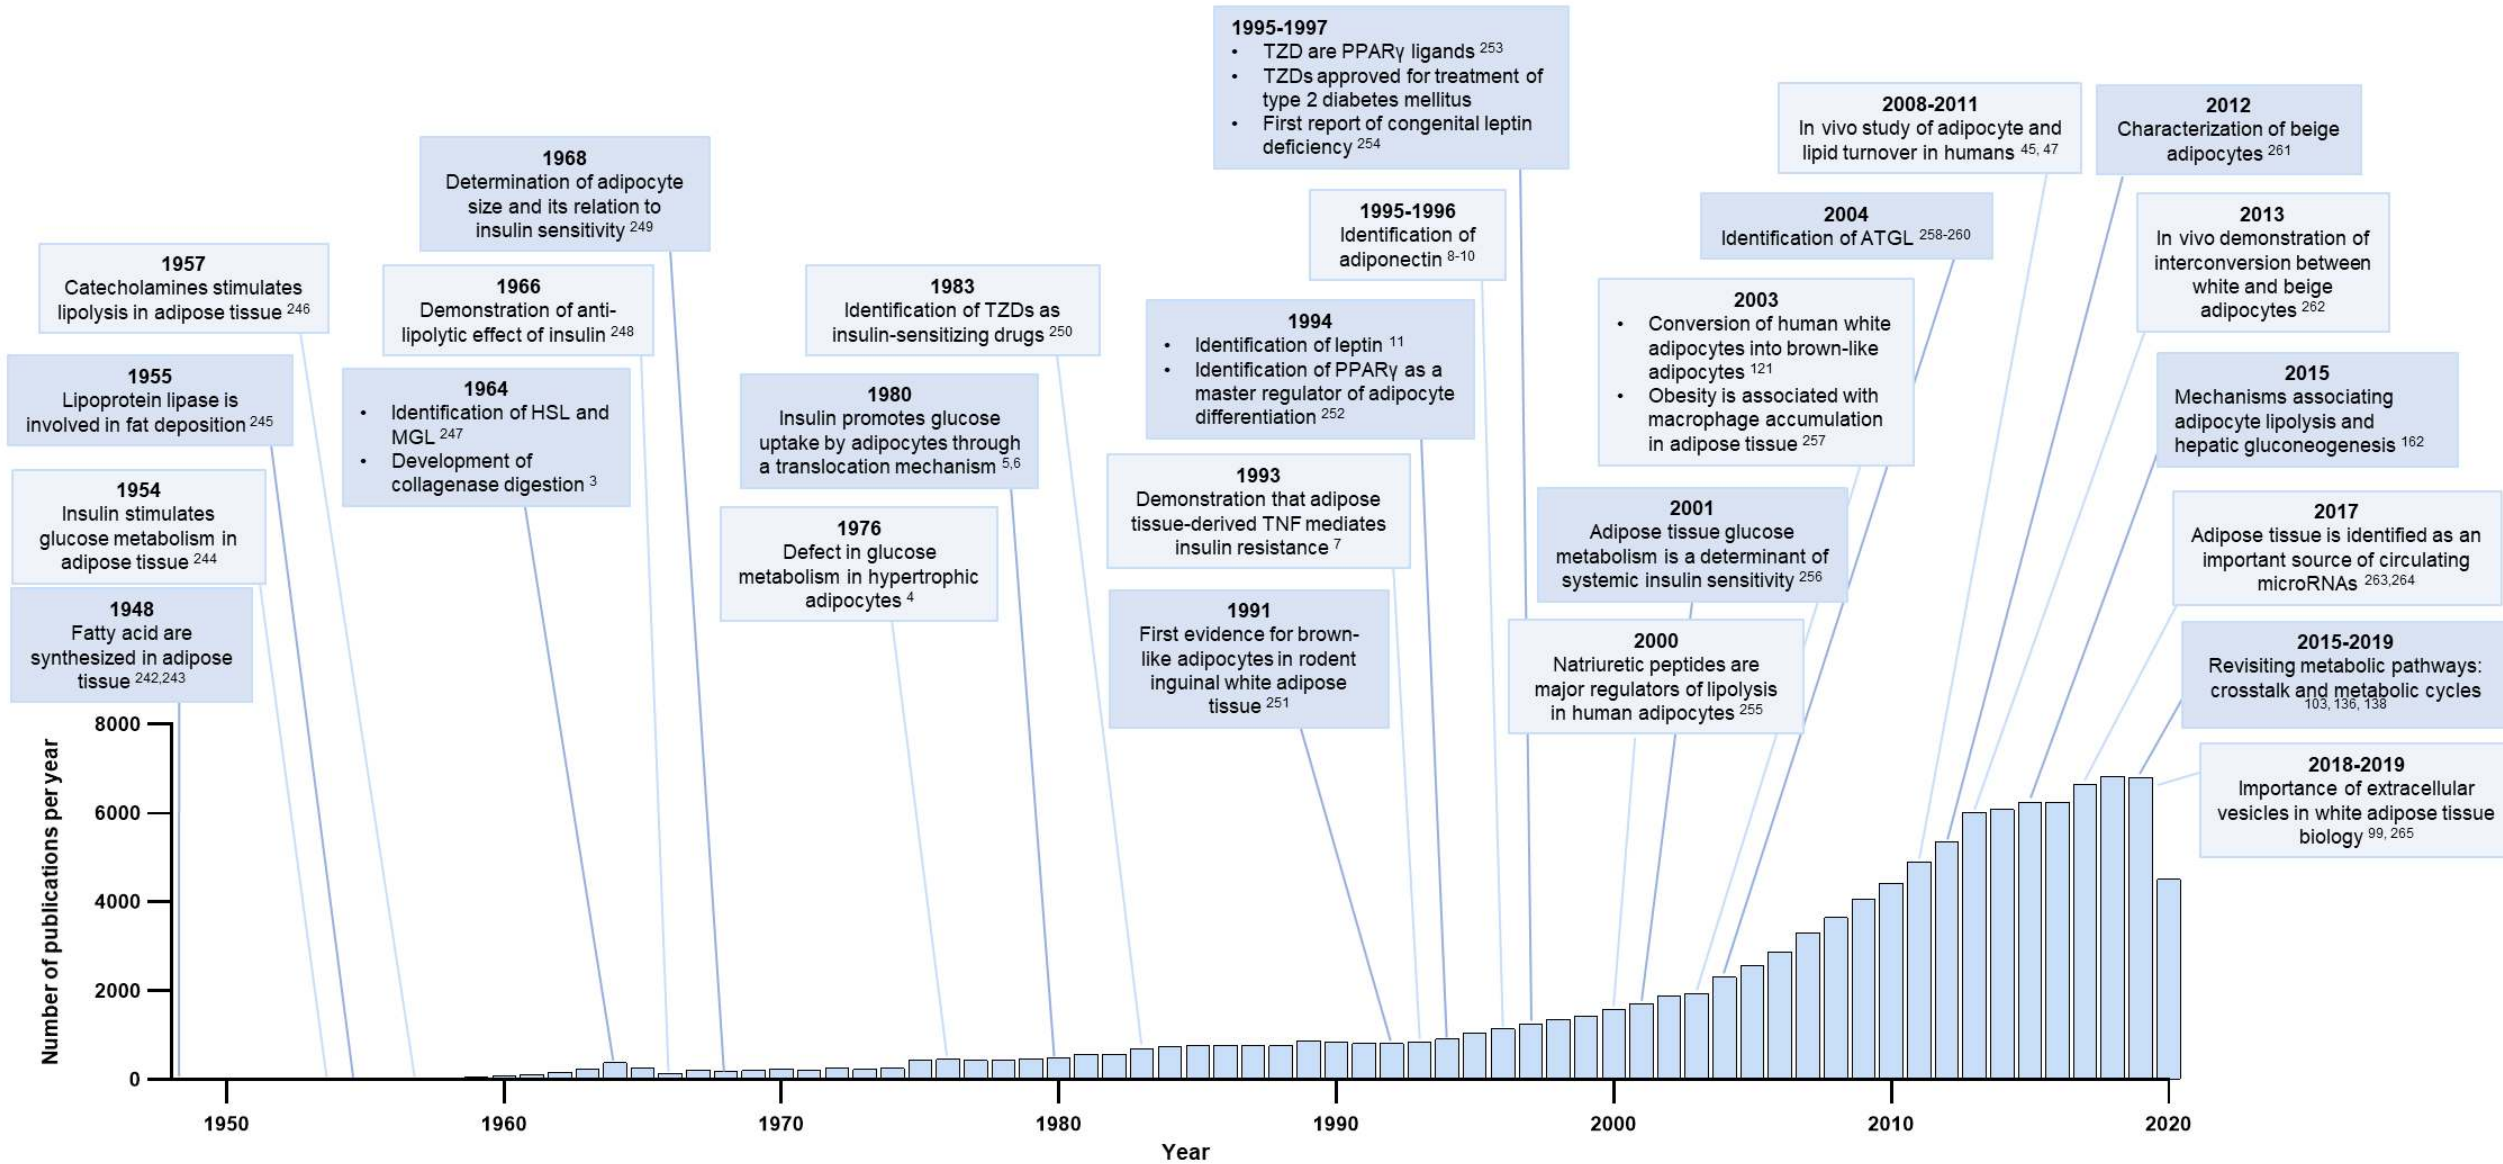 1995-1997
• TZD are PPARγ ligands 253
• TZDs approved for treatment of
type 2 diabetes mellitus
• First report of congenital leptin
deficiency 254
2008-2011
In vivo study of adipocyte and
lipid turnover in humans 45, 47
2012
Characterization of beige
adipocytes 261
1968
Determination of adipocyte
size and its relation to
insulin sensitivity 249
1995-1996
Identification of
adiponectin 8-10
2004
Identification of ATGL 258-260
2013
In vivo demonstration of
interconversion between
white and beige
adipocytes 262
1957
Catecholamines stimulates
lipolysis in adipose tissue 246
1966
Demonstration of anti-
lipolytic effect of insulin 248
1983
Identification of TZDs as
insulin-sensitizing drugs 250
1994
• Identification of leptin 11
• Identification of PPARγ as a
master regulator of adipocyte
differentiation 252
2003
• Conversion of human white
adipocytes into brown-like
adipocytes 121
• Obesity is associated with
macrophage accumulation
in adipose tissue 257
1955
Lipoprotein lipase is
involved in fat deposition 245
1964
• Identification of HSL and
MGL 247
• Development of
collagenase digestion 3
1980
Insulin promotes glucose
uptake by adipocytes through
a translocation mechanism 5,6
2015
Mechanisms associating
adipocyte lipolysis and
hepatic gluconeogenesis 162
1954
Insulin stimulates
glucose metabolism in
adipose tissue 244
1976
Defect in glucose
metabolism in hypertrophic
adipocytes 4
1993
Demonstration that adipose
tissue-derived TNF mediates
insulin resistance 7
2001
Adipose tissue glucose
metabolism is a determinant of
systemic insulin sensitivity 256
2017
Adipose tissue is identified as an
important source of circulating
microRNAs 263,264
1948
Fatty acid are
synthesized in adipose
tissue 242,243
1991
First evidence for brown-
like adipocytes in rodent
inguinal white adipose
tissue 251
2000
Natriuretic peptides are
major regulators of lipolysis
in human adipocytes 255
2015-2019
Revisiting metabolic pathways:
crosstalk and metabolic cycles
103, 136, 138
2018-2019
Importance of extracellular
vesicles in white adipose tissue
biology 99, 265
Number of publications per year
8000
6000
4000
2000
0
1950 1960 1970 1980 1990 2000 2010 2020
Year